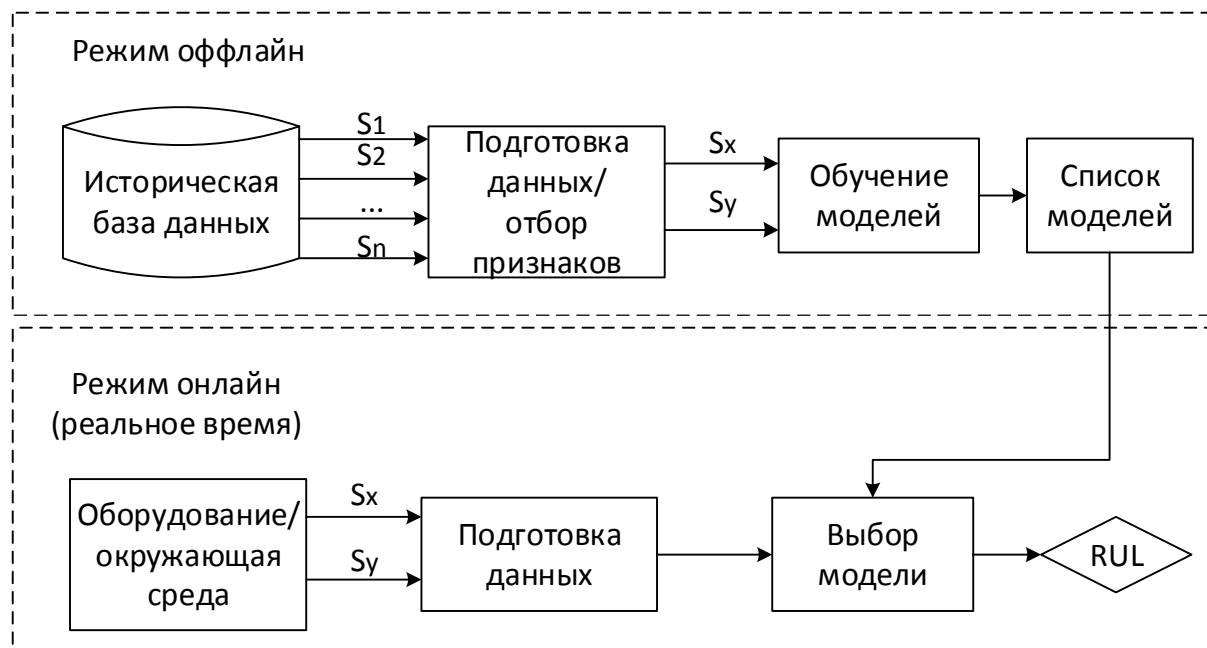 Режим оффлайн
Историческая
база данных
S1
S2
...
Sn
Подготовка
данных/
отбор
признаков
Sx
Sy
Обучение
моделей
Список
моделей
Режим онлайн
(реальное время)
Оборудование/
окружающая
среда
Sx
Sy
Подготовка
данных
Выбор
модели
RUL